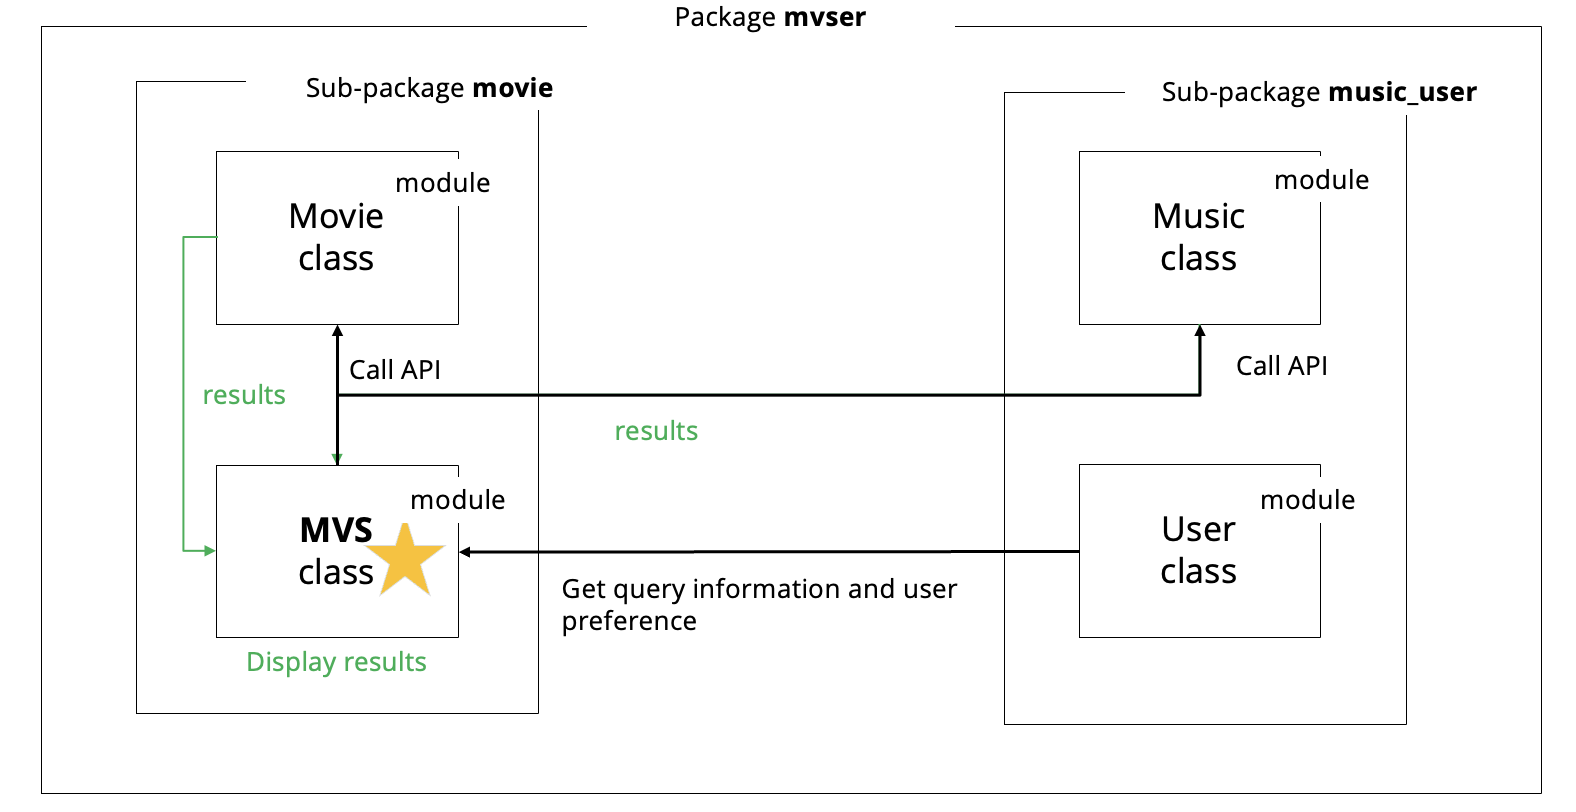 Package mvser
Sub-package movie
Sub-package music_user
module
Movie
class
module
Music
class
Call API
Call API
results
results
module
MVS
class
module
User
class
Get query information and user
preference
Display results